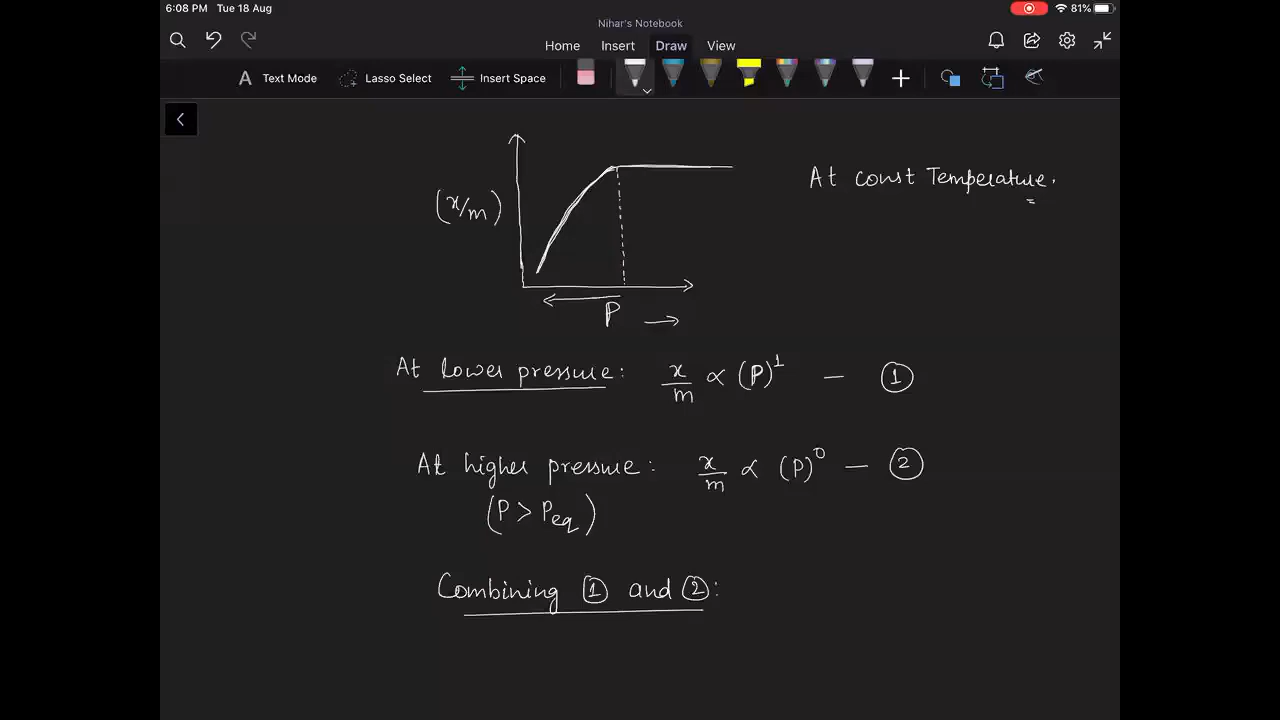 6:08 PM Tue 18 Aug
81%
Nihar's Notebook
Home Insert Draw View
A Text Mode Lasso Select Insert Space
(x/m)
At const Temperature.
P →
At Lower pressure: x/m ∝ (P)¹ — ①
At higher pressure: x/m ∝ (P)⁰ — ②
(P > Peq)
Combining ① and ②: